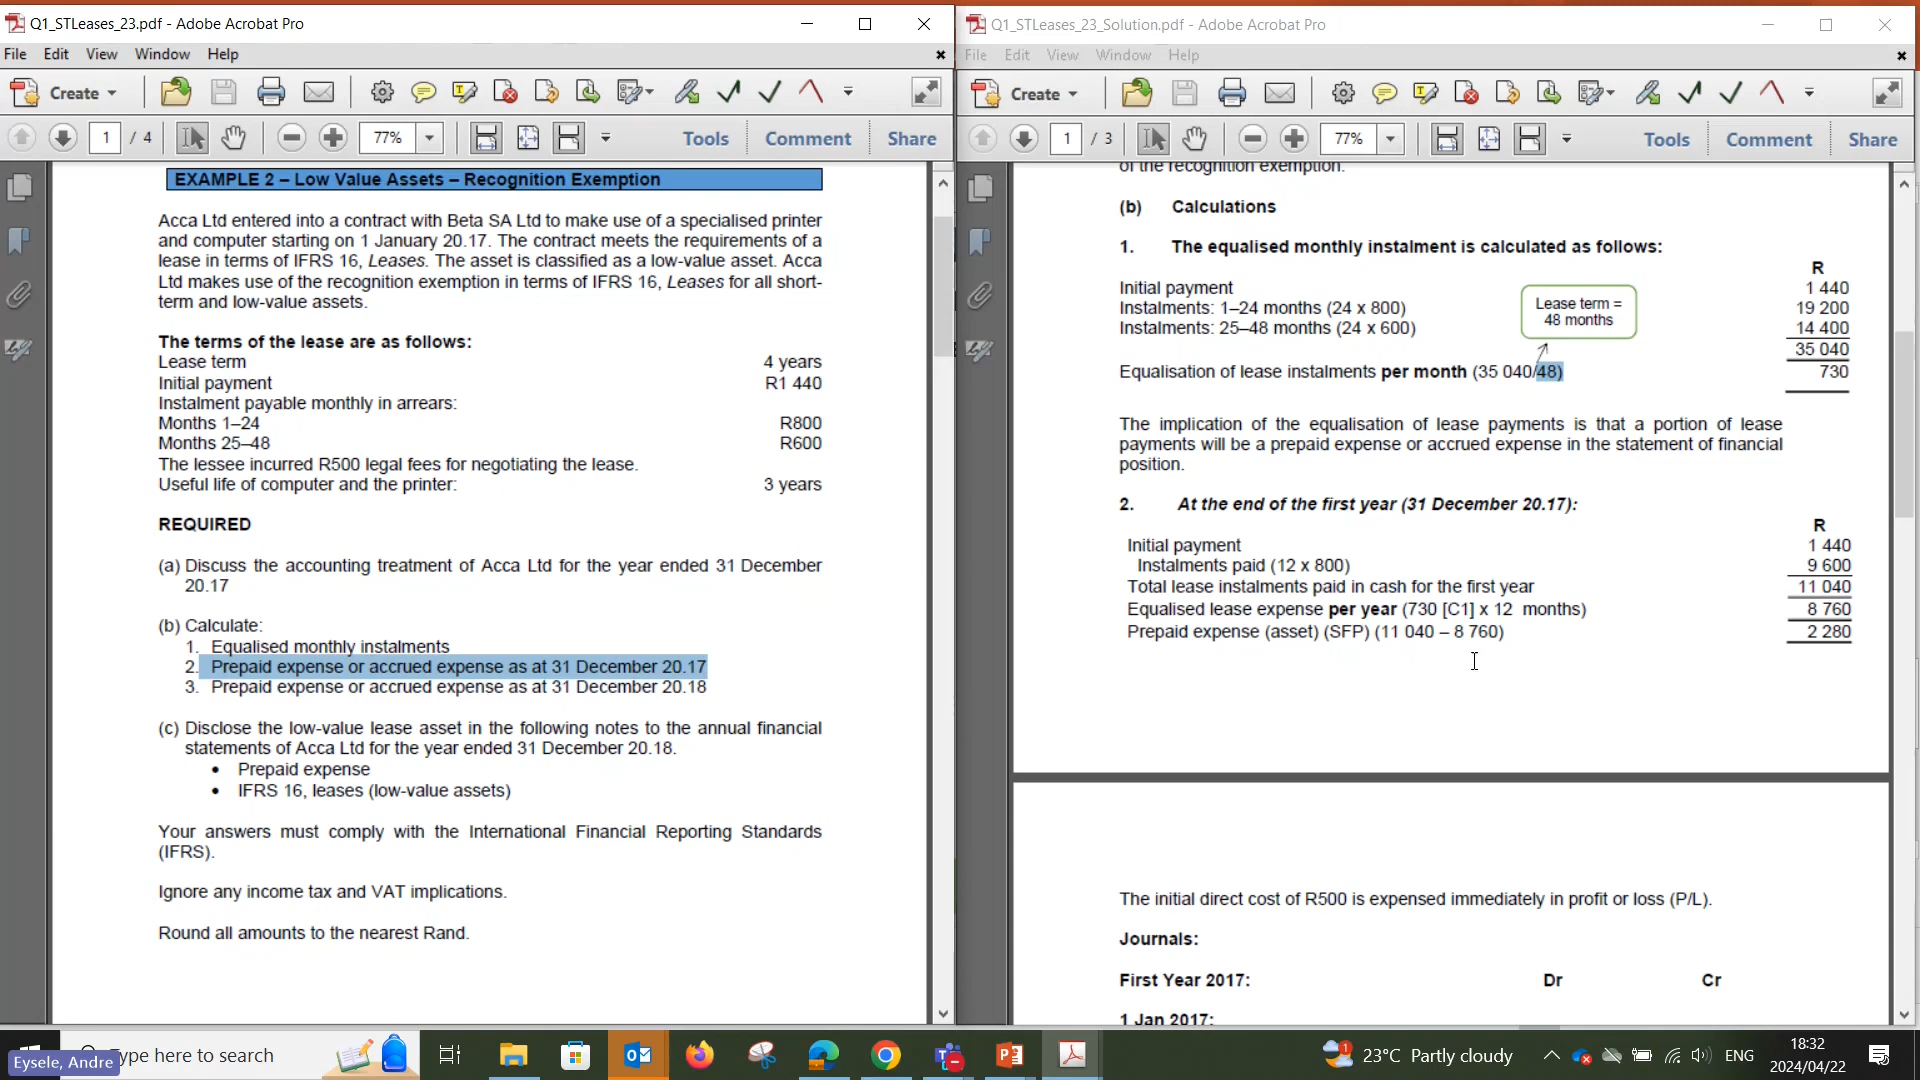 Q1_STLeases_23.pdf - Adobe Acrobat Pro
File Edit View Window Help
Create
1 / 4
77%
Tools Comment Share
EXAMPLE 2 – Low Value Assets – Recognition Exemption
Acca Ltd entered into a contract with Beta SA Ltd to make use of a specialised printer
and computer starting on 1 January 20.17. The contract meets the requirements of a
lease in terms of IFRS 16, Leases. The asset is classified as a low-value asset. Acca
Ltd makes use of the recognition exemption in terms of IFRS 16, Leases for all short-
term and low-value assets.
The terms of the lease are as follows:
Lease term 4 years
Initial payment R1 440
Instalment payable monthly in arrears:
Months 1–24 R800
Months 25–48 R600
The lessee incurred R500 legal fees for negotiating the lease.
Useful life of computer and the printer: 3 years
REQUIRED
(a) Discuss the accounting treatment of Acca Ltd for the year ended 31 December
20.17
(b) Calculate:
1. Equalised monthly instalments
2. Prepaid expense or accrued expense as at 31 December 20.17
3. Prepaid expense or accrued expense as at 31 December 20.18
(c) Disclose the low-value lease asset in the following notes to the annual financial
statements of Acca Ltd for the year ended 31 December 20.18.
• Prepaid expense
• IFRS 16, leases (low-value assets)
Your answers must comply with the International Financial Reporting Standards
(IFRS).
Ignore any income tax and VAT implications.
Round all amounts to the nearest Rand.
Q1_STLeases_23_Solution.pdf - Adobe Acrobat Pro
File Edit View Window Help
Create
1 / 3
77%
Tools Comment Share
of the recognition exemption.
(b) Calculations
1. The equalised monthly instalment is calculated as follows:
R
Initial payment 1 440
Instalments: 1–24 months (24 x 800) 19 200
Instalments: 25–48 months (24 x 600) 14 400
35 040
Lease term =
48 months
Equalisation of lease instalments per month (35 040/48) 730
The implication of the equalisation of lease payments is that a portion of lease
payments will be a prepaid expense or accrued expense in the statement of financial
position.
2. At the end of the first year (31 December 20.17):
R
Initial payment 1 440
Instalments paid (12 x 800) 9 600
Total lease instalments paid in cash for the first year 11 040
Equalised lease expense per year (730 [C1] x 12 months) 8 760
Prepaid expense (asset) (SFP) (11 040 – 8 760) 2 280
The initial direct cost of R500 is expensed immediately in profit or loss (P/L).
Journals:
First Year 2017: Dr Cr
1 Jan 2017:
Eysele, Andre
ype here to search
1
23°C Partly cloudy
ENG
18:32
2024/04/22